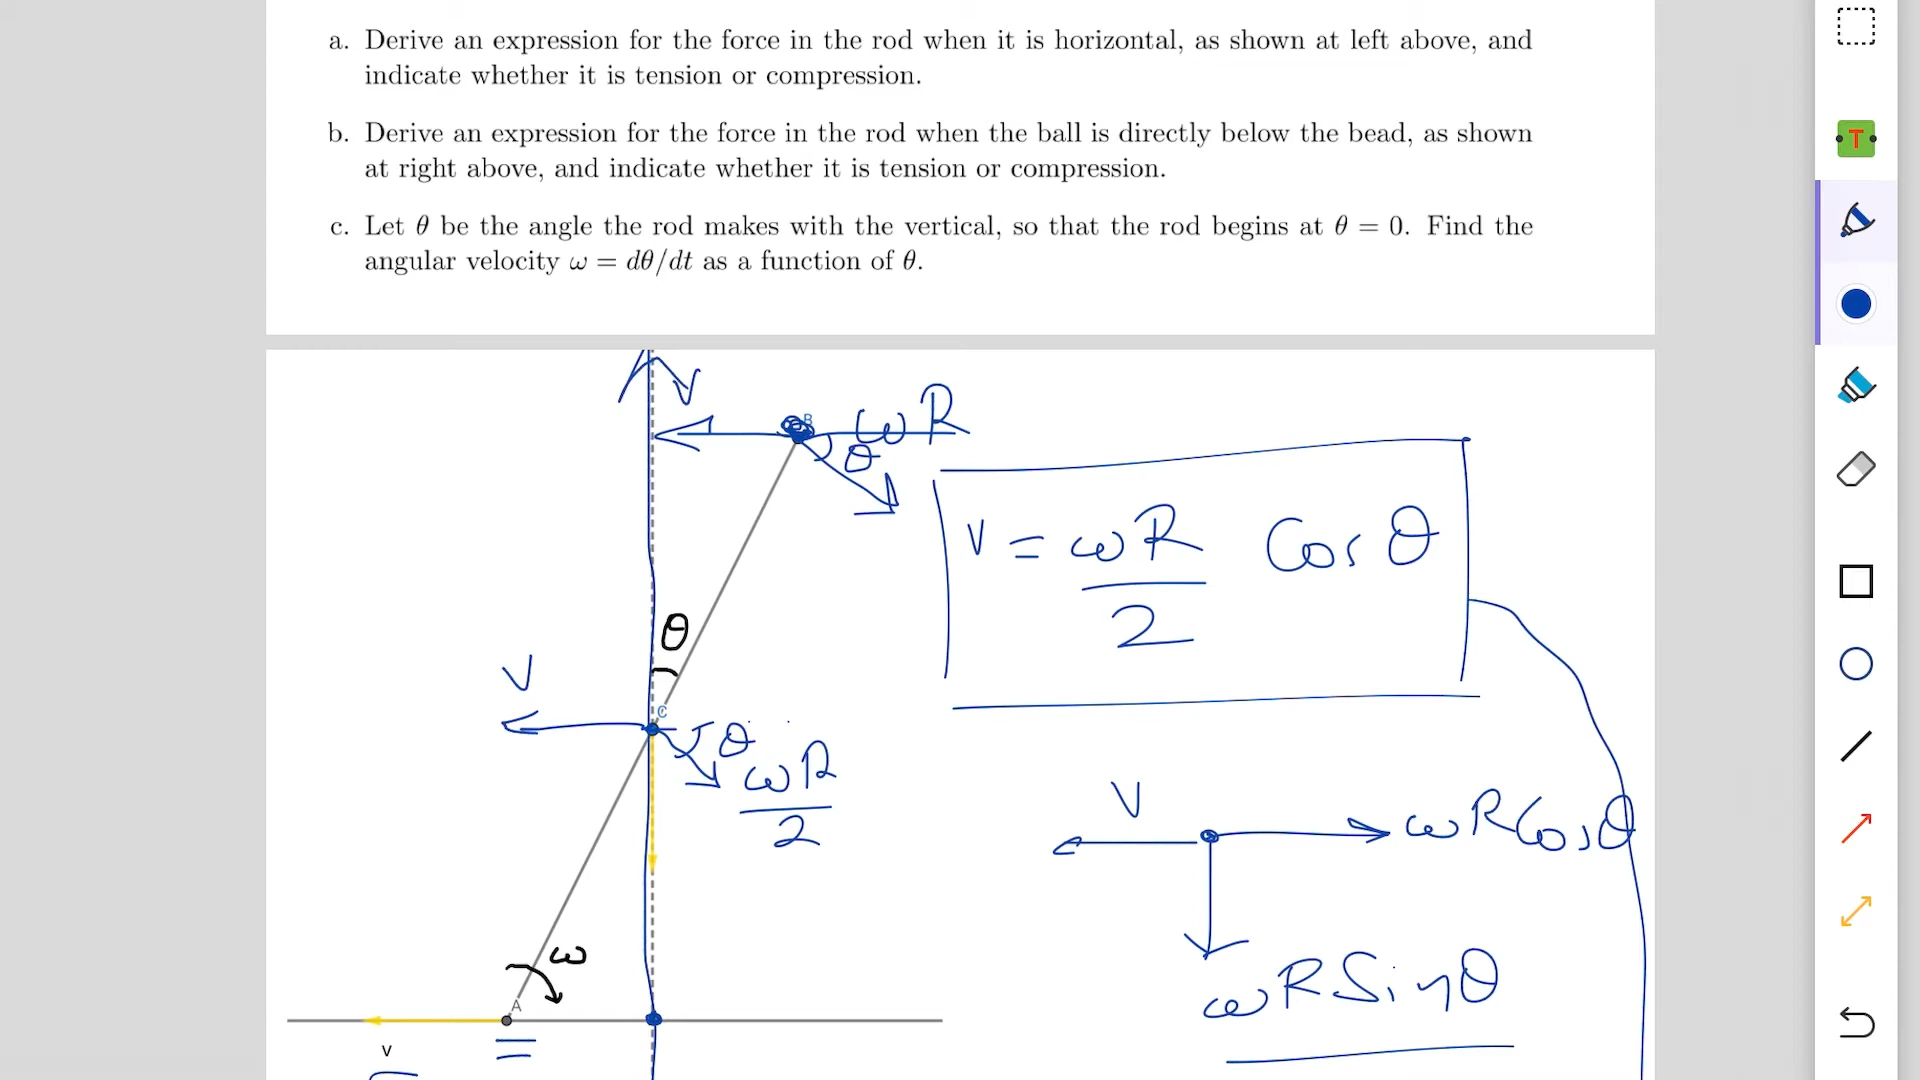 a. Derive an expression for the force in the rod when it is horizontal, as shown at left above, and
indicate whether it is tension or compression.
b. Derive an expression for the force in the rod when the ball is directly below the bead, as shown
at right above, and indicate whether it is tension or compression.
c. Let θ be the angle the rod makes with the vertical, so that the rod begins at θ = 0. Find the
angular velocity ω = dθ/dt as a function of θ.
V
B
ωR
θ
V = ωR/2 Cos θ
θ
V
C
θ
ωR/2
V
ωR Cos θ
ω
ωR Sin θ
A
v
T